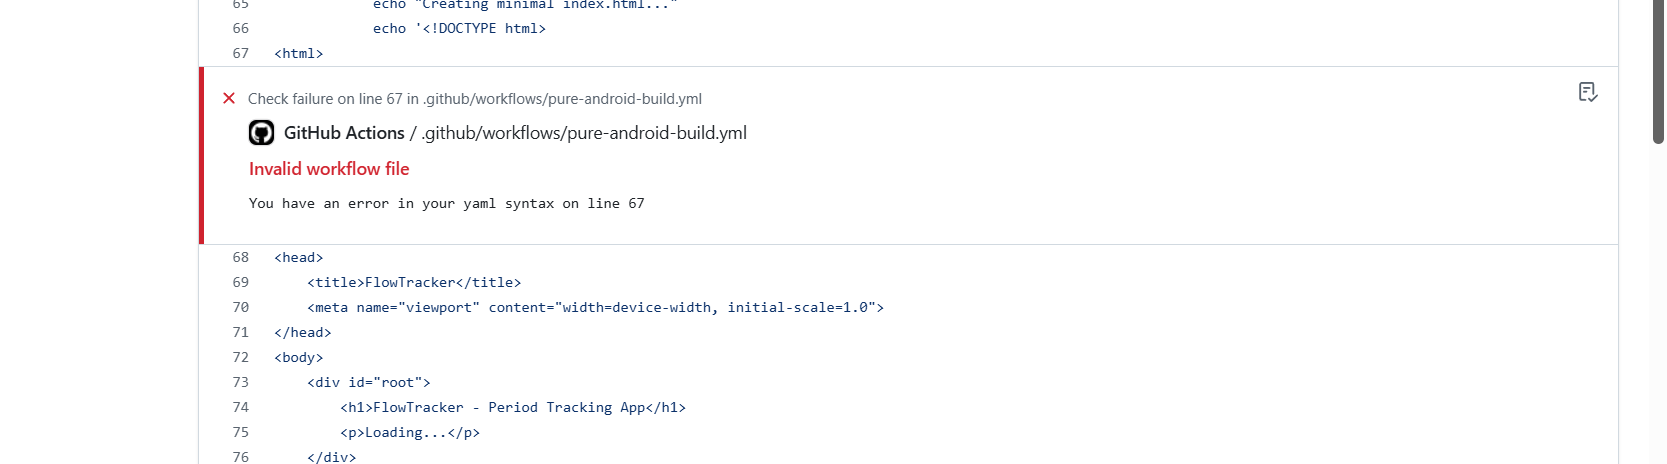 65 echo "Creating minimal index.html..."
66 echo '<!DOCTYPE html>
67 <html>
Check failure on line 67 in .github/workflows/pure-android-build.yml
GitHub Actions / .github/workflows/pure-android-build.yml
Invalid workflow file
You have an error in your yaml syntax on line 67
68 <head>
69 <title>FlowTracker</title>
70 <meta name="viewport" content="width=device-width, initial-scale=1.0">
71 </head>
72 <body>
73 <div id="root">
74 <h1>FlowTracker - Period Tracking App</h1>
75 <p>Loading...</p>
76 </div>